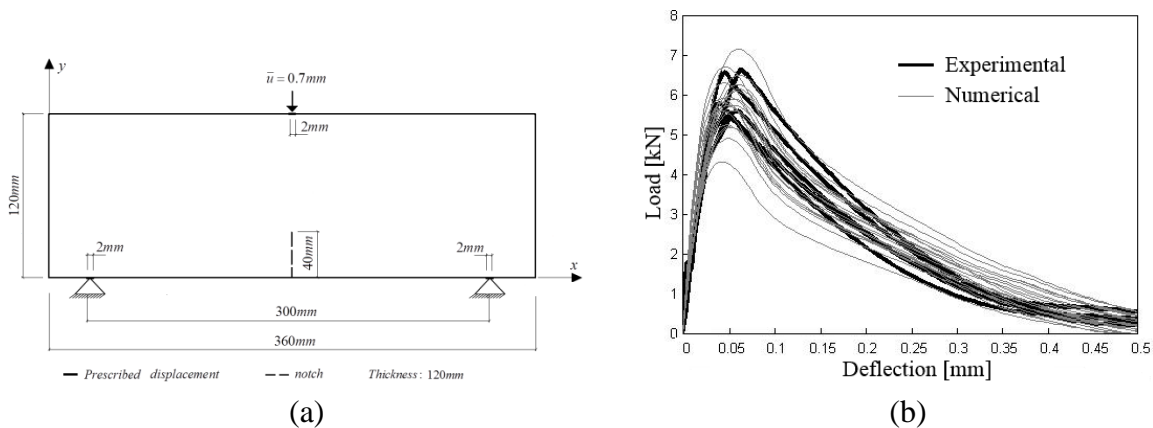 y
ū = 0.7mm
2mm
120mm
2mm
40mm
2mm
x
300mm
360mm
Prescribed displacement notch Thickness: 120mm
(a)
8
7
6
5
4
3
2
1
0
Load [kN]
Experimental
Numerical
0 0.05 0.1 0.15 0.2 0.25 0.3 0.35 0.4 0.45 0.5
Deflection [mm]
(b)